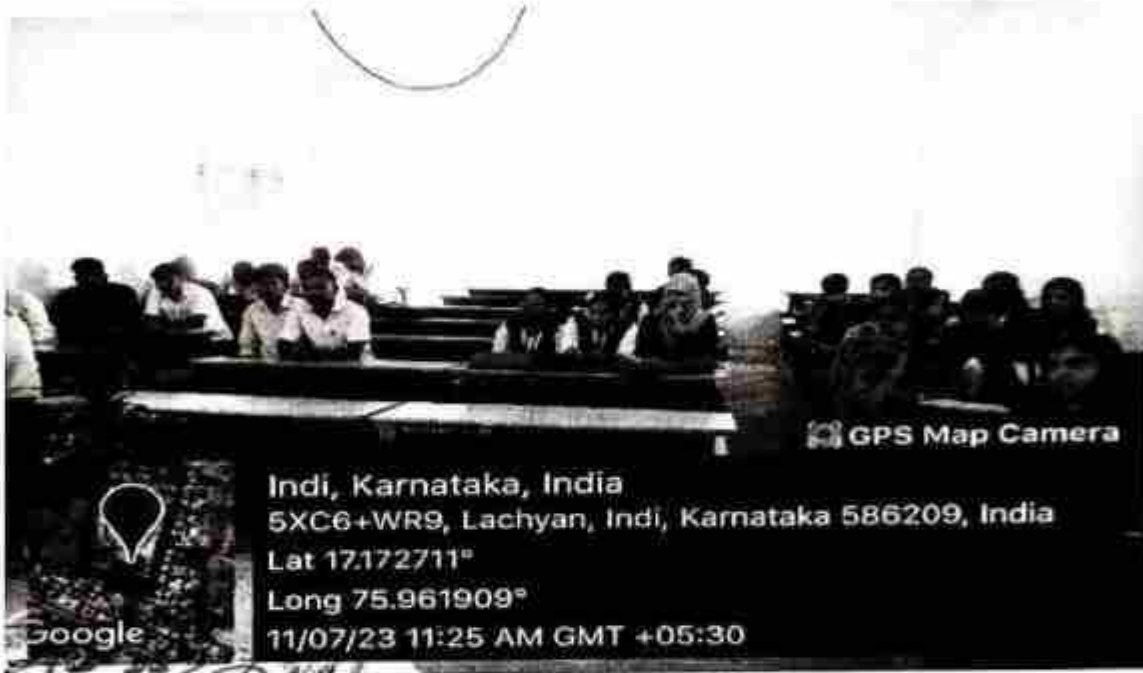 GPS Map Camera
Indi, Karnataka, India
5XC6+WR9, Lachyan, Indi, Karnataka 586209, India
Lat 17.172711°
Long 75.961909°
11/07/23 11:25 AM GMT +05:30
Google